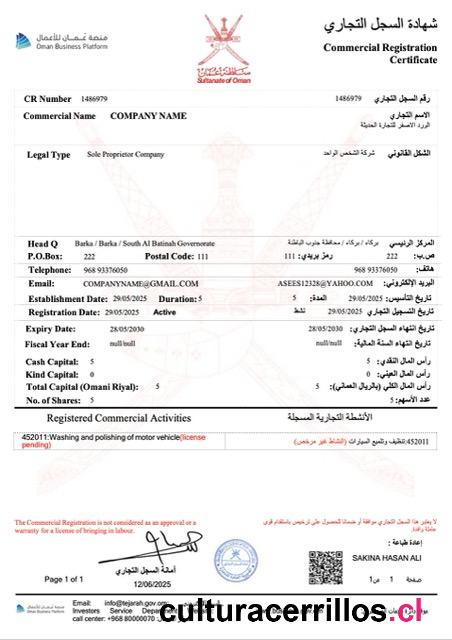 منصة عُمان للأعمال
Oman Business Platform
سلطنة عُمان
Sultanate of Oman
شهادة السجل التجاري
Commercial Registration
Certificate
CR Number 1486979 1486979 رقم السجل التجاري
Commercial Name COMPANY NAME الاسم التجاري
الورد الاصفر للتجارة الحديثة
Legal Type Sole Proprietor Company شركة الشخص الواحد الشكل القانوني
Head Q Barka / Barka / South Al Batinah Governorate بركاء / بركاء / محافظة جنوب الباطنة المركز الرئيسي
P.O.Box: 222 Postal Code: 111 رمز بريدي: 111 ص.ب: 222
Telephone: 968 93376050 968 93376050 هاتف:
Email: COMPANYNAME@GMAIL.COM ASEES12328@YAHOO.COM البريد الإلكتروني:
Establishment Date: 29/05/2025 Duration: 5 المدة: 5 تاريخ التأسيس: 29/05/2025
Registration Date: 29/05/2025 Active نشط تاريخ التسجيل التجاري 29/05/2025
Expiry Date: 28/05/2030 28/05/2030 تاريخ انتهاء السجل التجاري:
Fiscal Year End: null/null null/null تاريخ انتهاء السنة المالية:
Cash Capital: 5 رأس المال النقدي: 5
Kind Capital: 0 رأس المال العيني: 0
Total Capital (Omani Riyal): 5 5 رأس المال الكلي (بالريال العماني):
No. of Shares: 5 عدد الأسهم: 5
Registered Commercial Activities الأنشطة التجارية المسجلة
452011:Washing and polishing of motor vehicle(license pending) 452011:تنظيف وتلميع السيارات (النشاط غير مرخص)
The Commercial Registration is not considered as an approval or a
warranty for a license of bringing in labour.
لا يعتبر هذا السجل التجاري موافقة أو ضمانا للحصول على ترخيص باستقدام قوى
عاملة وافدة.
إعادة طباعة :
SAKINA HASAN ALI
أمانة السجل التجاري
12/06/2025
Page 1 of 1
صفحة 1 من 1
منصة عُمان للأعمال
Oman Business Platform
Email: info@tejarah.gov.om
Investors Service Department
call center: +968 80000070
culturacerrillos.cl